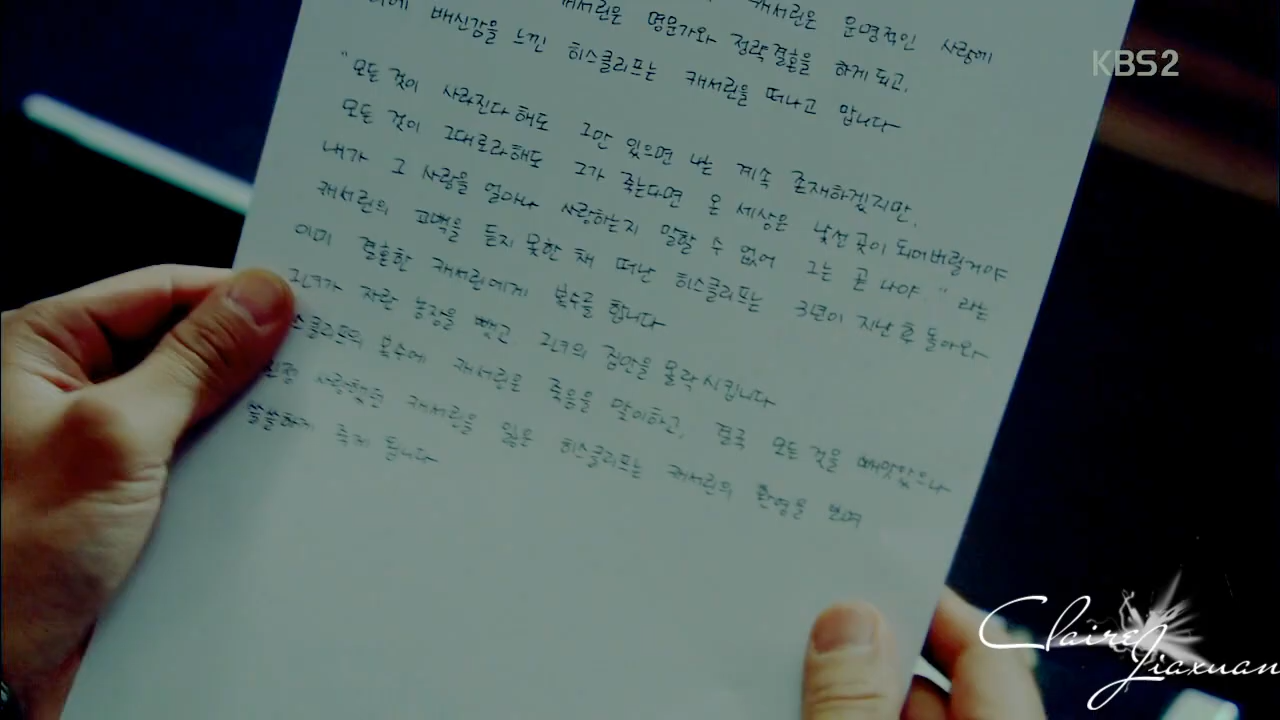 캐서린은 운명적인 사랑에
캐서린은 명문가와 정략결혼을 하게 되고,
배신감을 느낀 히스클리프는 캐서린을 떠나고 맙니다
"모든 것이 사라진다 해도 그만 있으면 나는 계속 존재하겠지만,
모든 것이 그대로라해도 그가 죽는다면 온 세상은 낯선 곳이 되어버릴거야
내가 그 사람을 얼마나 사랑하는지 말할 수 없어 그는 곧 나야." 라는
캐서린의 고백을 듣지 못한 채 떠난 히스클리프는 3년이 지난 후 돌아와
이미 결혼한 캐서린에게 복수를 합니다
그녀가 자란 농장을 뺏고 그녀의 집안을 몰락시킵니다
스클리프의 복수에 캐서린은 죽음을 맞이하고, 결국 모든 것을 빼앗았으나
사랑했던 캐서린을 잃은 히스클리프는 캐서린의 환영을 보며
쓸쓸하게 죽게 됩니다
KBS2
Claire Jiaxuan